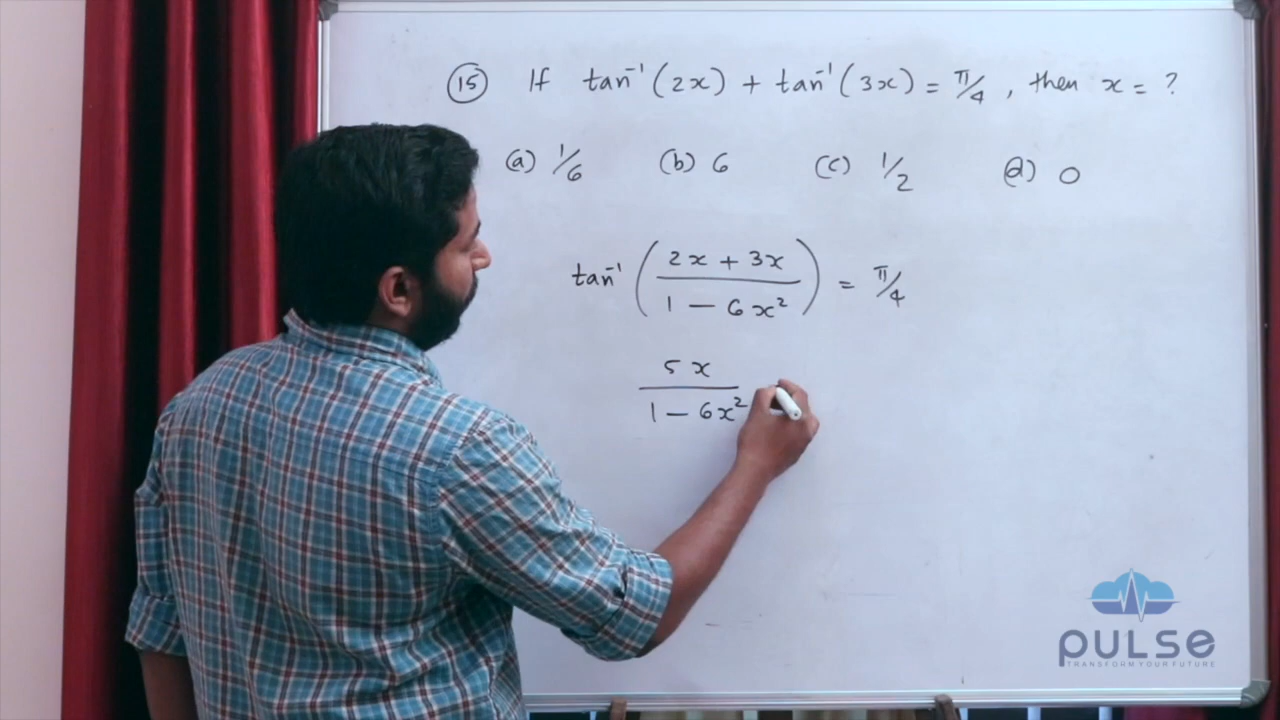 15 If tan⁻¹(2x) + tan⁻¹(3x) = π/4 , then x = ?
(a) 1/6 (b) 6 (c) 1/2 (d) 0
tan⁻¹ ( (2x + 3x) / (1 − 6x²) ) = π/4
5x
1 − 6x²
PULSE
TRANSFORM YOUR FUTURE